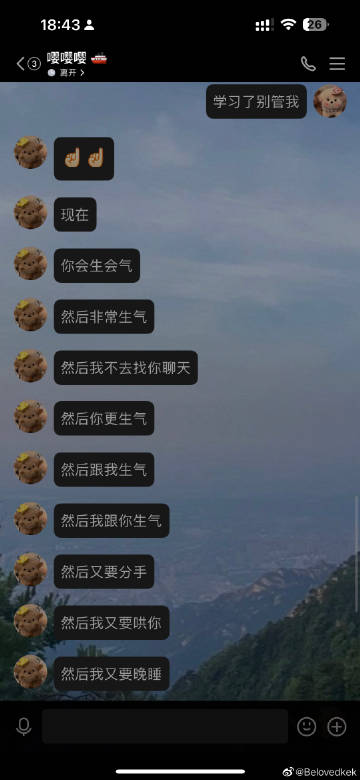 18:43
26
3
嘤嘤嘤
离开
学习了别管我
现在
你会生会气
然后非常生气
然后我不去找你聊天
然后你更生气
然后跟我生气
然后我跟你生气
然后又要分手
然后我又要哄你
然后我又要晚睡
@Belovedkek